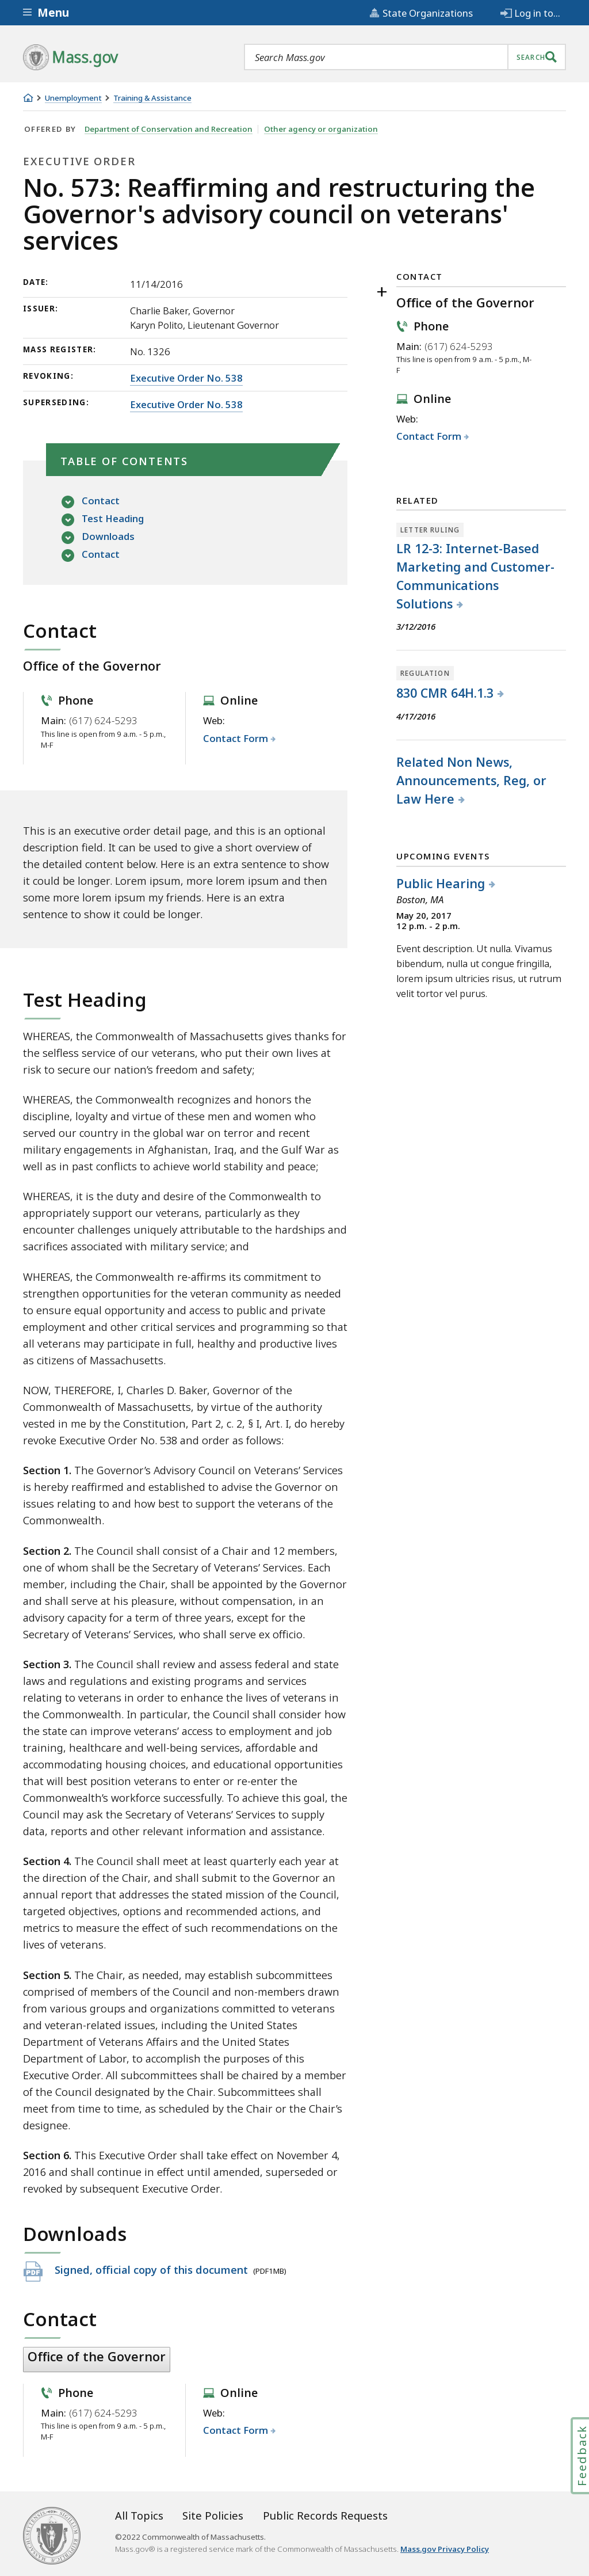 Menu
State Organizations
Log in to...
Mass.gov
Search Mass.gov
SEARCH
Unemployment
Training & Assistance
OFFERED BY Department of Conservation and Recreation Other agency or organization
EXECUTIVE ORDER
No. 573: Reaffirming and restructuring the
Governor's advisory council on veterans'
services
DATE: 11/14/2016
ISSUER: Charlie Baker, Governor
Karyn Polito, Lieutenant Governor
MASS REGISTER: No. 1326
REVOKING: Executive Order No. 538
SUPERSEDING: Executive Order No. 538
TABLE OF CONTENTS
Contact
Test Heading
Downloads
Contact
Contact
Office of the Governor
Phone
Main: (617) 624-5293
This line is open from 9 a.m. - 5 p.m.,
M-F
Online
Web:
Contact Form
This is an executive order detail page, and this is an optional
description field. It can be used to give a short overview of
the detailed content below. Here is an extra sentence to show
it could be longer. Lorem ipsum, more lorem ipsum and then
some more lorem ipsum my friends. Here is an extra
sentence to show it could be longer.
Test Heading
WHEREAS, the Commonwealth of Massachusetts gives thanks for
the selfless service of our veterans, who put their own lives at
risk to secure our nation’s freedom and safety;
WHEREAS, the Commonwealth recognizes and honors the
discipline, loyalty and virtue of these men and women who
served our country in the global war on terror and recent
military engagements in Afghanistan, Iraq, and the Gulf War as
well as in past conflicts to achieve world stability and peace;
WHEREAS, it is the duty and desire of the Commonwealth to
appropriately support our veterans, particularly as they
encounter challenges uniquely attributable to the hardships and
sacrifices associated with military service; and
WHEREAS, the Commonwealth re-affirms its commitment to
strengthen opportunities for the veteran community as needed
to ensure equal opportunity and access to public and private
employment and other critical services and programming so that
all veterans may participate in full, healthy and productive lives
as citizens of Massachusetts.
NOW, THEREFORE, I, Charles D. Baker, Governor of the
Commonwealth of Massachusetts, by virtue of the authority
vested in me by the Constitution, Part 2, c. 2, § I, Art. I, do hereby
revoke Executive Order No. 538 and order as follows:
Section 1. The Governor’s Advisory Council on Veterans’ Services
is hereby reaffirmed and established to advise the Governor on
issues relating to and how best to support the veterans of the
Commonwealth.
Section 2. The Council shall consist of a Chair and 12 members,
one of whom shall be the Secretary of Veterans’ Services. Each
member, including the Chair, shall be appointed by the Governor
and shall serve at his pleasure, without compensation, in an
advisory capacity for a term of three years, except for the
Secretary of Veterans’ Services, who shall serve ex officio.
Section 3. The Council shall review and assess federal and state
laws and regulations and existing programs and services
relating to veterans in order to enhance the lives of veterans in
the Commonwealth. In particular, the Council shall consider how
the state can improve veterans’ access to employment and job
training, healthcare and well-being services, affordable and
accommodating housing choices, and educational opportunities
that will best position veterans to enter or re-enter the
Commonwealth’s workforce successfully. To achieve this goal, the
Council may ask the Secretary of Veterans’ Services to supply
data, reports and other relevant information and assistance.
Section 4. The Council shall meet at least quarterly each year at
the direction of the Chair, and shall submit to the Governor an
annual report that addresses the stated mission of the Council,
targeted objectives, options and recommended actions, and
metrics to measure the effect of such recommendations on the
lives of veterans.
Section 5. The Chair, as needed, may establish subcommittees
comprised of members of the Council and non-members drawn
from various groups and organizations committed to veterans
and veteran-related issues, including the United States
Department of Veterans Affairs and the United States
Department of Labor, to accomplish the purposes of this
Executive Order. All subcommittees shall be chaired by a member
of the Council designated by the Chair. Subcommittees shall
meet from time to time, as scheduled by the Chair or the Chair’s
designee.
Section 6. This Executive Order shall take effect on November 4,
2016 and shall continue in effect until amended, superseded or
revoked by subsequent Executive Order.
Downloads
PDF
Signed, official copy of this document (PDF1MB)
Contact
Office of the Governor
Phone
Main: (617) 624-5293
This line is open from 9 a.m. - 5 p.m.,
M-F
Online
Web:
Contact Form
CONTACT
Office of the Governor
Phone
Main: (617) 624-5293
This line is open from 9 a.m. - 5 p.m., M-
F
Online
Web:
Contact Form
RELATED
LETTER RULING
LR 12-3: Internet-Based
Marketing and Customer-
Communications
Solutions
3/12/2016
REGULATION
830 CMR 64H.1.3
4/17/2016
Related Non News,
Announcements, Reg, or
Law Here
UPCOMING EVENTS
Public Hearing
Boston, MA
May 20, 2017
12 p.m. - 2 p.m.
Event description. Ut nulla. Vivamus
bibendum, nulla ut congue fringilla,
lorem ipsum ultricies risus, ut rutrum
velit tortor vel purus.
Feedback
All Topics
Site Policies
Public Records Requests
©2022 Commonwealth of Massachusetts.
Mass.gov® is a registered service mark of the Commonwealth of Massachusetts. Mass.gov Privacy Policy